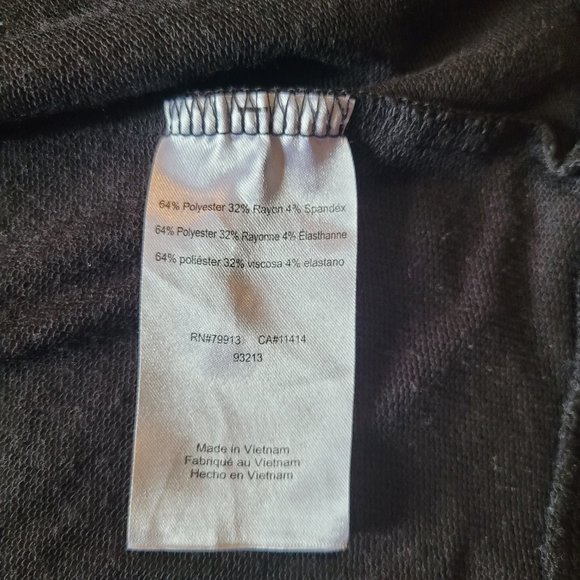 64% Polyester 32% Rayon 4% Spandex
64% Polyester 32% Rayonne 4% Élasthanne
64% poliéster 32% viscosa 4% elastano
RN#79913 CA#11414
93213
Made in Vietnam
Fabriqué au Vietnam
Hecho en Vietnam